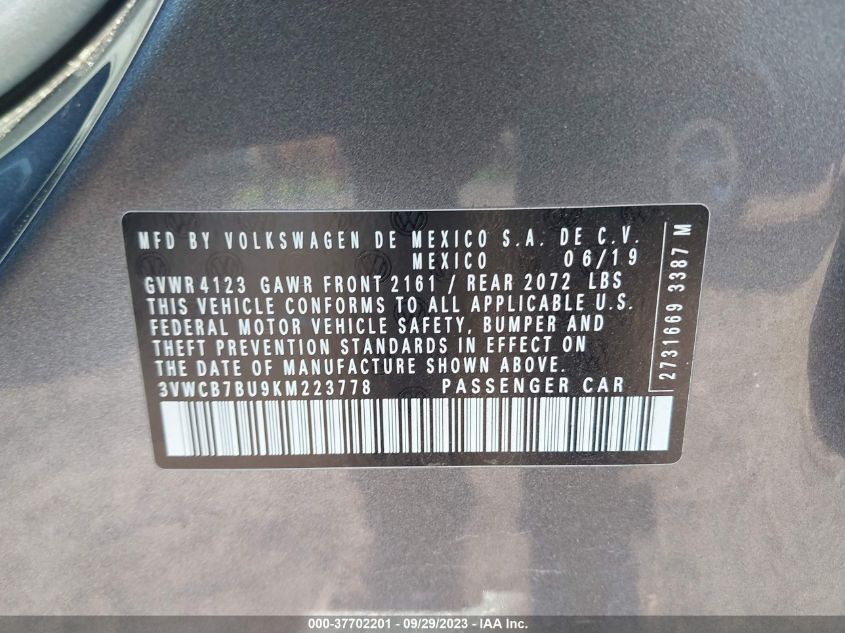 MFD BY VOLKSWAGEN DE MEXICO S.A. DE C.V.
MEXICO 06/19
GVWR 4123 GAWR FRONT 2161 / REAR 2072 LBS
THIS VEHICLE CONFORMS TO ALL APPLICABLE U.S.
FEDERAL MOTOR VEHICLE SAFETY, BUMPER AND
THEFT PREVENTION STANDARDS IN EFFECT ON
THE DATE OF MANUFACTURE SHOWN ABOVE.
3VWCB7BU9KM223778 PASSENGER CAR
2731669 3387 M
000-37702201 - 09/29/2023 - IAA Inc.